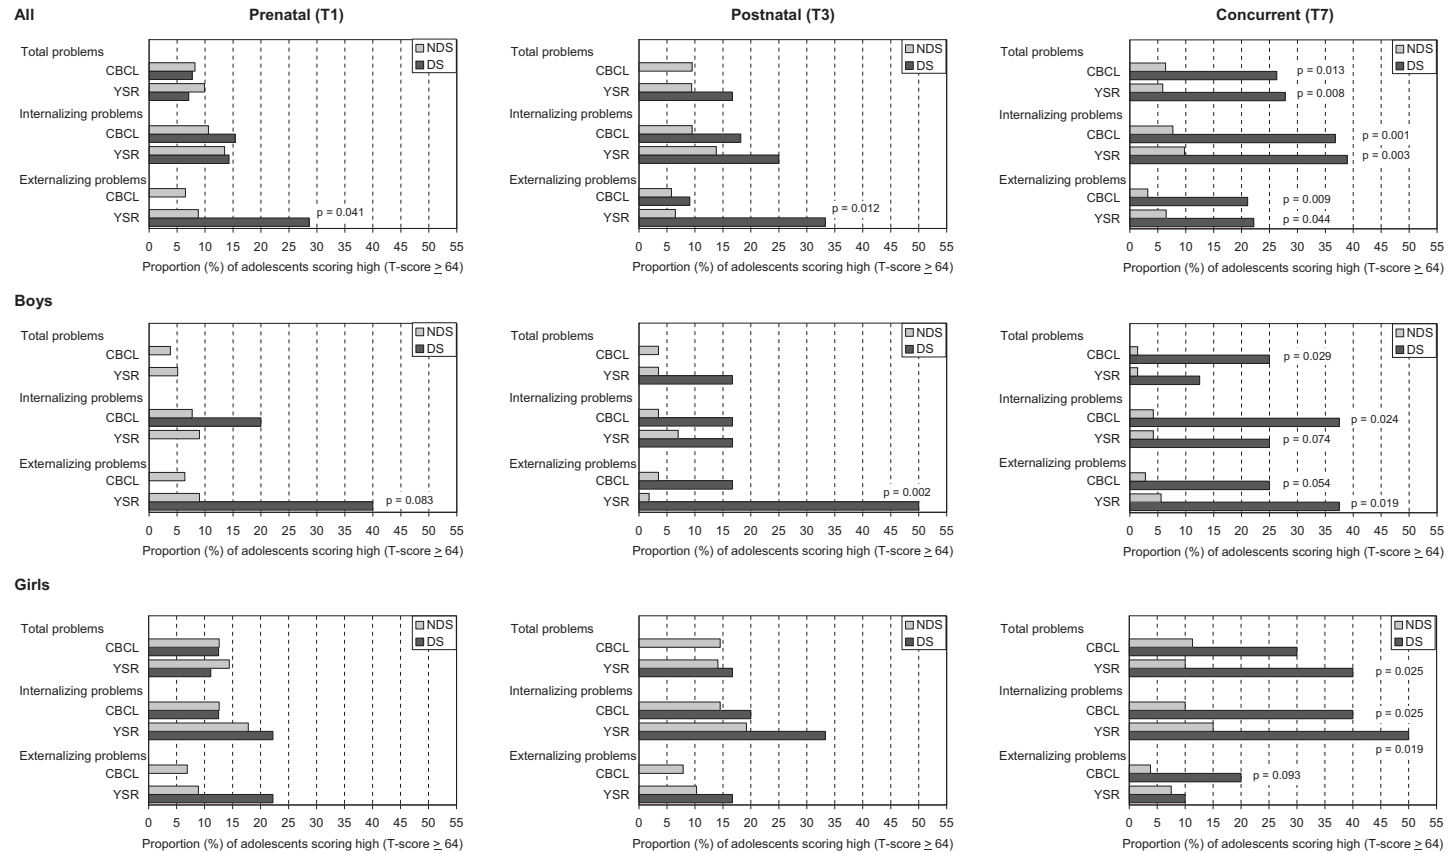 All
Prenatal (T1)
Postnatal (T3)
Concurrent (T7)
Total problems
CBCL
YSR
Internalizing problems
CBCL
YSR
Externalizing problems
CBCL
YSR
NDS
DS
p = 0.041
0 5 10 15 20 25 30 35 40 45 50 55
Proportion (%) of adolescents scoring high (T-score ≥ 64)
Total problems
CBCL
YSR
Internalizing problems
CBCL
YSR
Externalizing problems
CBCL
YSR
NDS
DS
p = 0.012
0 5 10 15 20 25 30 35 40 45 50 55
Proportion (%) of adolescents scoring high (T-score ≥ 64)
Total problems
CBCL
YSR
Internalizing problems
CBCL
YSR
Externalizing problems
CBCL
YSR
NDS
DS
p = 0.013
p = 0.008
p = 0.001
p = 0.003
p = 0.009
p = 0.044
0 5 10 15 20 25 30 35 40 45 50 55
Proportion (%) of adolescents scoring high (T-score ≥ 64)
Boys
Total problems
CBCL
YSR
Internalizing problems
CBCL
YSR
Externalizing problems
CBCL
YSR
NDS
DS
p = 0.083
0 5 10 15 20 25 30 35 40 45 50 55
Proportion (%) of adolescents scoring high (T-score ≥ 64)
Total problems
CBCL
YSR
Internalizing problems
CBCL
YSR
Externalizing problems
CBCL
YSR
NDS
DS
p = 0.002
0 5 10 15 20 25 30 35 40 45 50 55
Proportion (%) of adolescents scoring high (T-score ≥ 64)
Total problems
CBCL
YSR
Internalizing problems
CBCL
YSR
Externalizing problems
CBCL
YSR
NDS
DS
p = 0.029
p = 0.024
p = 0.074
p = 0.054
p = 0.019
0 5 10 15 20 25 30 35 40 45 50 55
Proportion (%) of adolescents scoring high (T-score ≥ 64)
Girls
Total problems
CBCL
YSR
Internalizing problems
CBCL
YSR
Externalizing problems
CBCL
YSR
NDS
DS
0 5 10 15 20 25 30 35 40 45 50 55
Proportion (%) of adolescents scoring high (T-score ≥ 64)
Total problems
CBCL
YSR
Internalizing problems
CBCL
YSR
Externalizing problems
CBCL
YSR
NDS
DS
0 5 10 15 20 25 30 35 40 45 50 55
Proportion (%) of adolescents scoring high (T-score ≥ 64)
Total problems
CBCL
YSR
Internalizing problems
CBCL
YSR
Externalizing problems
CBCL
YSR
NDS
DS
p = 0.025
p = 0.025
p = 0.019
p = 0.093
0 5 10 15 20 25 30 35 40 45 50 55
Proportion (%) of adolescents scoring high (T-score ≥ 64)